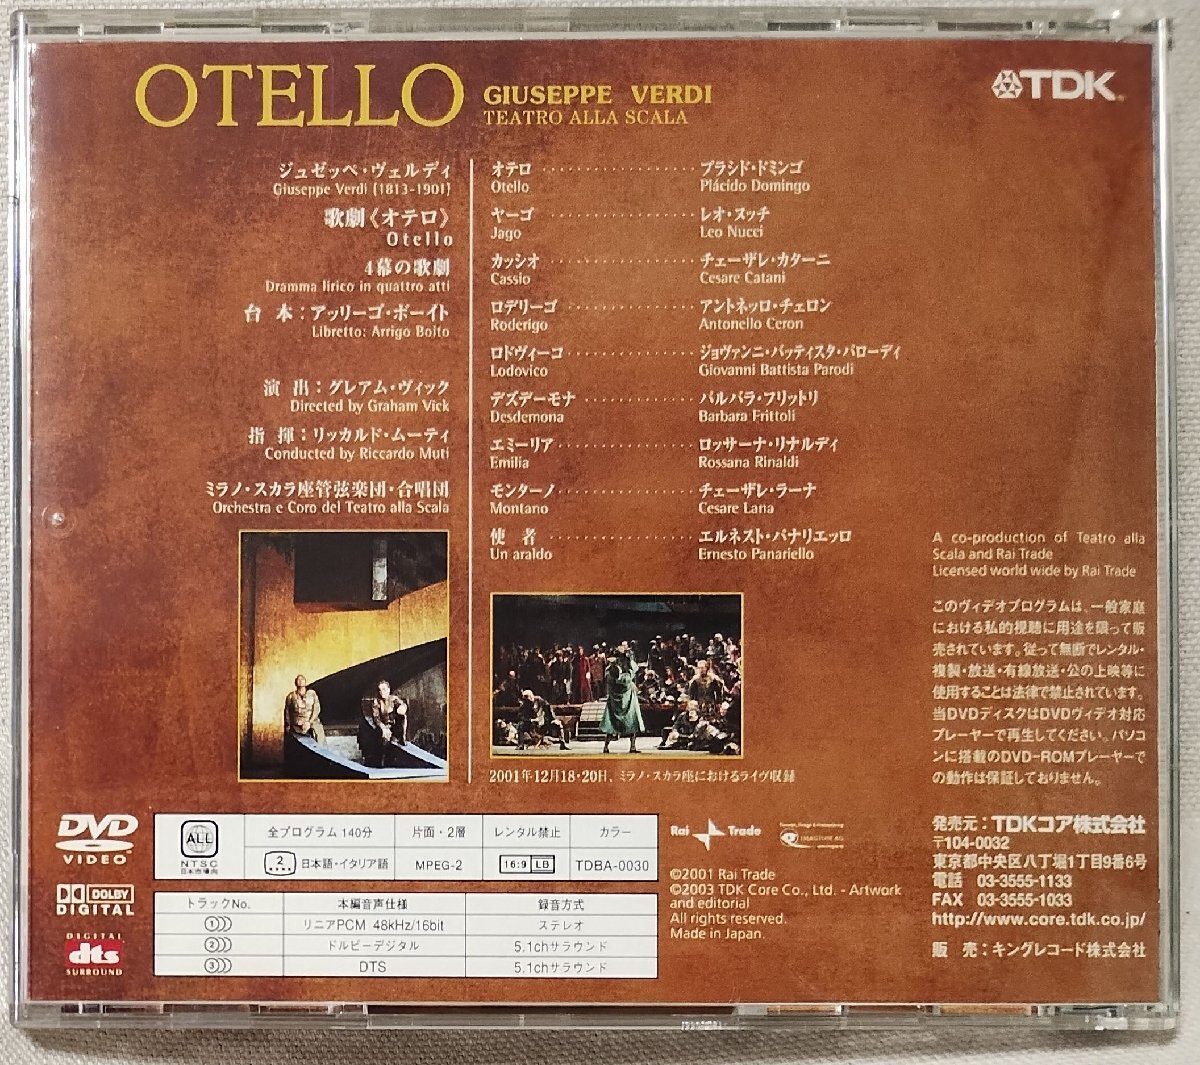 OTELLO
GIUSEPPE VERDI
TEATRO ALLA SCALA
TDK
ジュゼッペ・ヴェルディ
Giuseppe Verdi (1813-1901)
歌劇《オテロ》
Otello
4幕の歌劇
Dramma lirico in quattro atti
台 本：アッリーゴ・ボーイト
Libretto: Arrigo Boito
演 出：グレアム・ヴィック
Directed by Graham Vick
指 揮：リッカルド・ムーティ
Conducted by Riccardo Muti
ミラノ・スカラ座管弦楽団・合唱団
Orchestra e Coro del Teatro alla Scala
オテロ ················ プラシド・ドミンゴ
Otello Plácido Domingo
ヤーゴ ················ レオ・ヌッチ
Jago Leo Nucci
カッシオ ················ チェーザレ・カターニ
Cassio Cesare Catani
ロデリーゴ ················ アントネッロ・チェロン
Roderigo Antonello Ceron
ロドヴィーコ ················ ジョヴァンニ・バッティスタ・パローディ
Lodovico Giovanni Battista Parodi
デズデーモナ ················ バルバラ・フリットリ
Desdemona Barbara Frittoli
エミーリア ················ ロッサーナ・リナルディ
Emilia Rossana Rinaldi
モンターノ ················ チェーザレ・ラーナ
Montano Cesare Lana
使 者 ················ エルネスト・パナリエッロ
Un araldo Ernesto Panariello
2001年12月18・20日、ミラノ・スカラ座におけるライヴ収録
A co-production of Teatro alla
Scala and Rai Trade
Licensed world wide by Rai Trade
このヴィデオプログラムは、一般家庭
における私的視聴に用途を限って販
売されています。従って無断でレンタル・
複製・放送・有線放送・公の上映等に
使用することは法律で禁止されています。
当DVDディスクはDVDヴィデオ対応
プレーヤーで再生してください。パソコ
ンに搭載のDVD-ROMプレーヤーで
の動作は保証しておりません。
DVD
VIDEO
DOLBY
DIGITAL
DIGITAL
dts
SURROUND
ALL
NTSC
日本市場向
全プログラム 140分 片面・2層 レンタル禁止 カラー
2 日本語・イタリア語 MPEG-2 16:9 LB TDBA-0030
トラックNo. 本編音声仕様 録音方式
1 リニアPCM 48kHz/16bit ステレオ
2 ドルビーデジタル 5.1chサラウンド
3 DTS 5.1chサラウンド
Rai Trade
©2001 Rai Trade
©2003 TDK Core Co., Ltd. - Artwork
and editorial
All rights reserved.
Made in Japan.
発売元：TDKコア株式会社
〒104-0032
東京都中央区八丁堀1丁目9番6号
電話 03-3555-1133
FAX 03-3555-1033
http://www.core.tdk.co.jp/
販 売：キングレコード株式会社